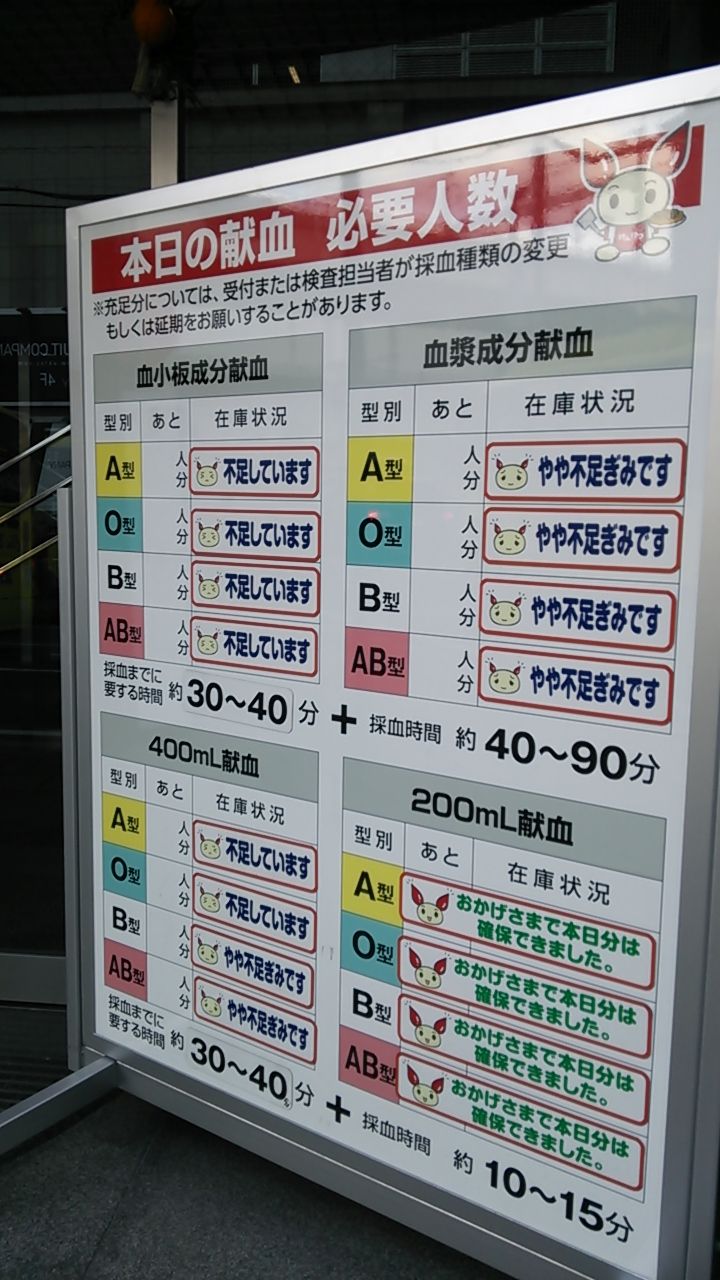 本日の献血 必要人数
※充足分については、受付または検査担当者が採血種類の変更
もしくは延期をお願いすることがあります。
血小板成分献血
型別 あと 在庫状況
A型 人分 不足しています
O型 人分 不足しています
B型 人分 不足しています
AB型 人分 不足しています
血漿成分献血
型別 あと 在庫状況
A型 人分 やや不足ぎみです
O型 人分 やや不足ぎみです
B型 人分 やや不足ぎみです
AB型 人分 やや不足ぎみです
採血までに
要する時間 約30〜40分 + 採血時間 約40〜90分
400mL献血
型別 あと 在庫状況
A型 人分 不足しています
O型 人分 不足しています
B型 人分 やや不足ぎみです
AB型 人分 やや不足ぎみです
200mL献血
型別 あと 在庫状況
A型 おかげさまで本日分は
確保できました。
O型 おかげさまで本日分は
確保できました。
B型 おかげさまで本日分は
確保できました。
AB型 おかげさまで本日分は
確保できました。
採血までに
要する時間 約30〜40分 + 採血時間 約10〜15分
4F